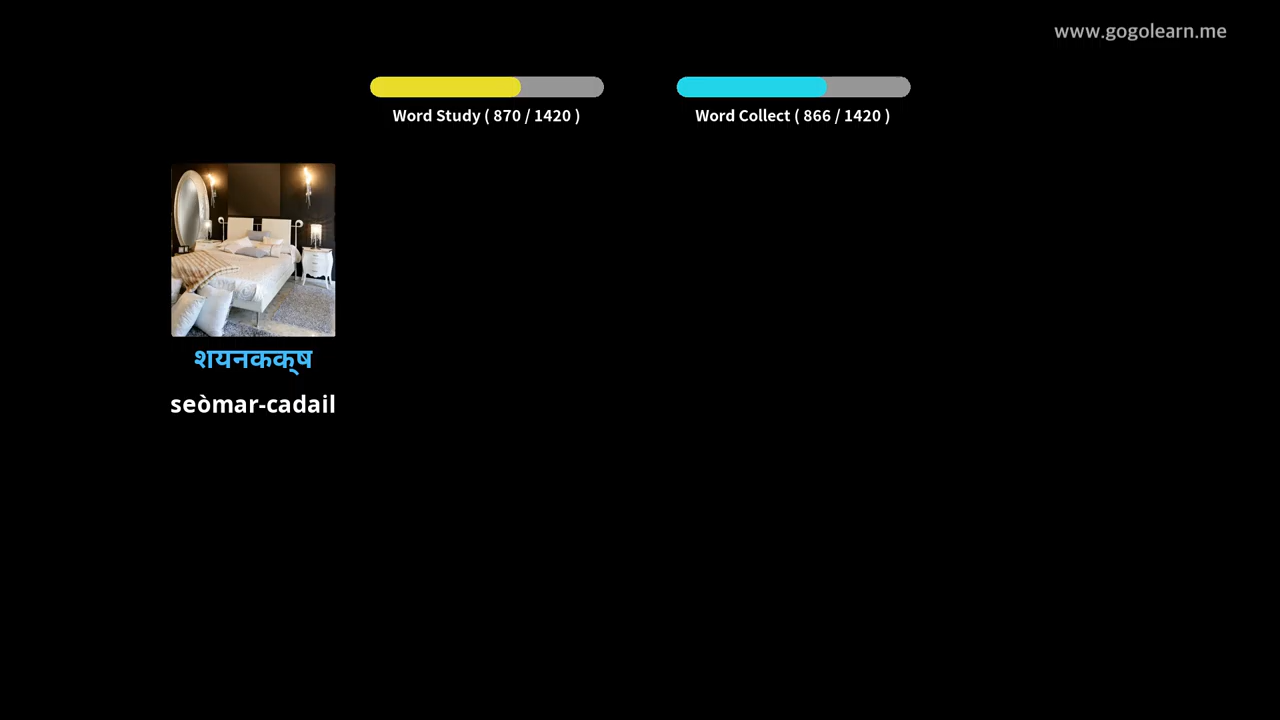 www.gogolearn.me
Word Study ( 870 / 1420 )
Word Collect ( 866 / 1420 )
शयनकक्ष
seòmar-cadail